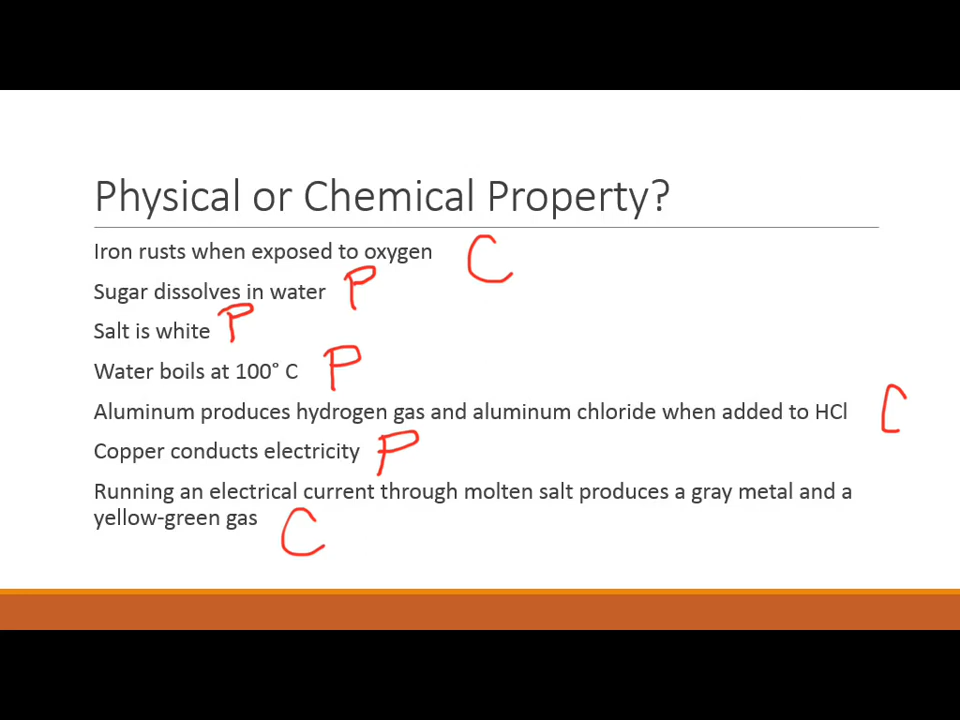 Physical or Chemical Property?
Iron rusts when exposed to oxygen C
Sugar dissolves in water P
Salt is white P
Water boils at 100° C P
Aluminum produces hydrogen gas and aluminum chloride when added to HCl C
Copper conducts electricity P
Running an electrical current through molten salt produces a gray metal and a
yellow-green gas C